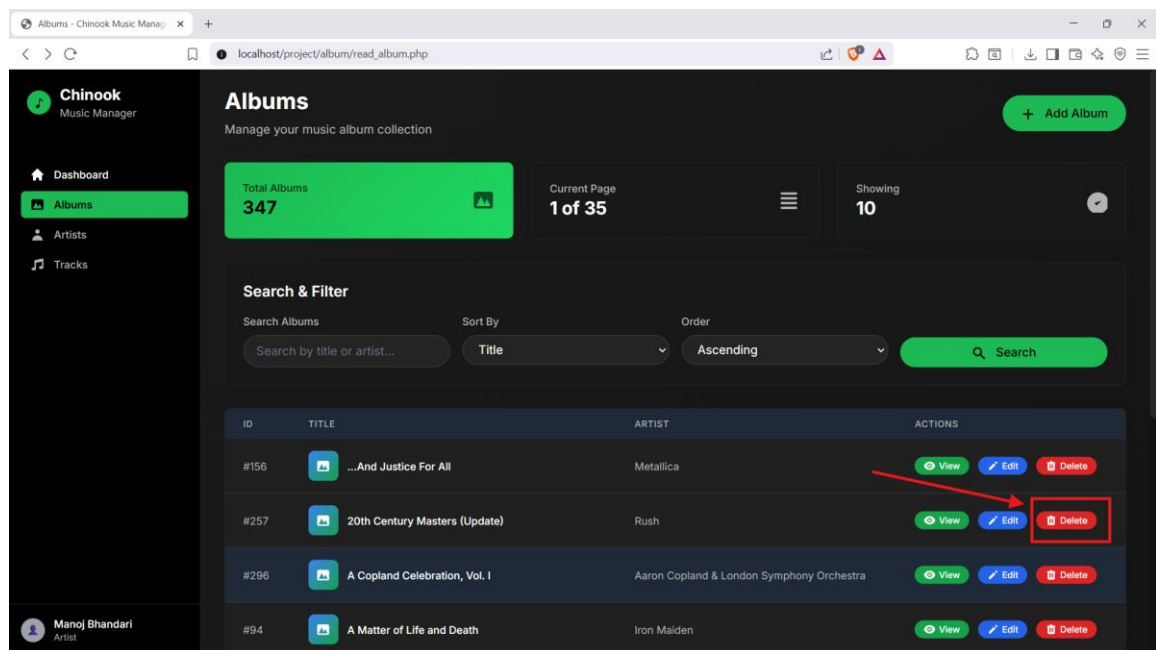 Albums - Chinook Music Manag
localhost/project/album/read_album.php
Chinook
Music Manager
Dashboard
Albums
Artists
Tracks
Manoj Bhandari
Artist
Albums
Manage your music album collection
+ Add Album
Total Albums
347
Current Page
1 of 35
Showing
10
Search & Filter
Search Albums
Sort By
Order
Search by title or artist...
Title
Ascending
Search
ID TITLE ARTIST ACTIONS
#156 ...And Justice For All Metallica View Edit Delete
#257 20th Century Masters (Update) Rush View Edit Delete
#296 A Copland Celebration, Vol. I Aaron Copland & London Symphony Orchestra View Edit Delete
#94 A Matter of Life and Death Iron Maiden View Edit Delete